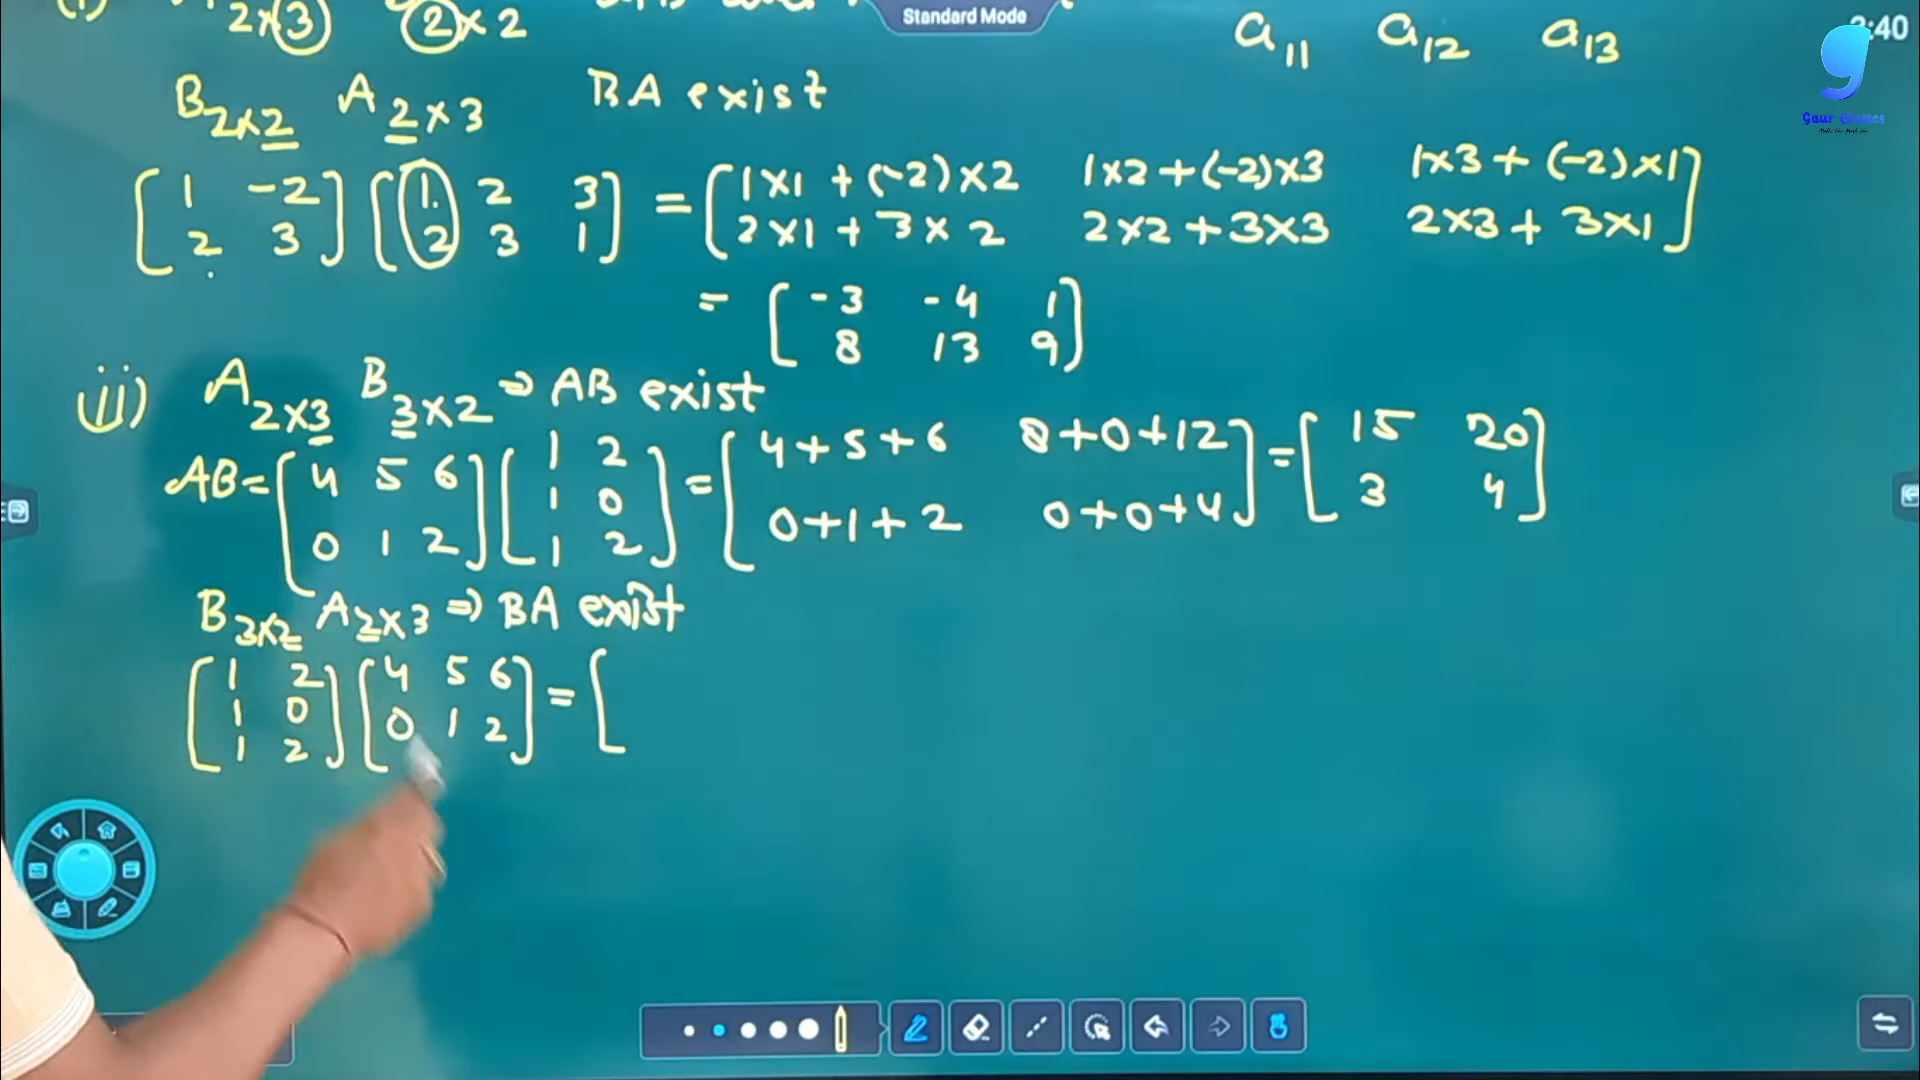 (i) 2×3 2×2
Standard Mode
a11 a12 a13
:40
B2×2 A2×3 BA exist
Gaur Classes
[1 -2 2 3] [1 2 3 2 3 1] = [1×1 + (-2)×2 1×2+(-2)×3 1×3 + (-2)×1
2×1 + 3×2 2×2+3×3 2×3+ 3×1]
= [-3 -4 1
8 13 9]
(ii) A2×3 B3×2 ⇒ AB exist
AB= [4 5 6 0 1 2] [1 2 1 0 1 2] = [4+5+6 8+0+12 0+1+2 0+0+4] = [15 20 3 4]
B3×2 A2×3 ⇒ BA exist
[1 2 1 0 1 2] [4 5 6 0 1 2] = [